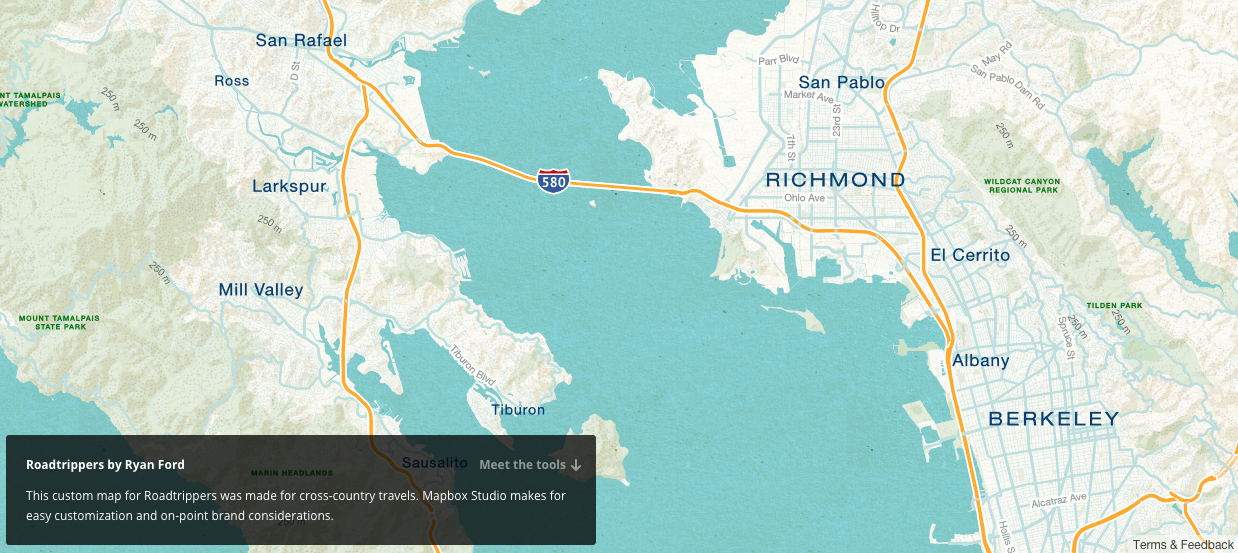 San Rafael
Hilltop Dr
May Rd
Parr Blvd
Ross
D St
San Pablo
San Pablo Dam Rd
Market Ave
NT TAMALPAIS
WATERSHED
250 m
250 m
23rd St
250 m
7th St
580
RICHMOND
Larkspur
WILDCAT CANYON
REGIONAL PARK
Ohio Ave
250 m
250 m
El Cerrito
250 m
Mill Valley
TILDEN PARK
MOUNT TAMALPAIS
STATE PARK
250 m
250 m
Spruce St
Tiburon Blvd
Albany
Tiburon
BERKELEY
Roadtrippers by Ryan Ford
Sausalito
Meet the tools ↓
MARIN HEADLANDS
This custom map for Roadtrippers was made for cross-country travels. Mapbox Studio makes for
easy customization and on-point brand considerations.
Alcatraz Ave
Hollis S
Terms & Feedback